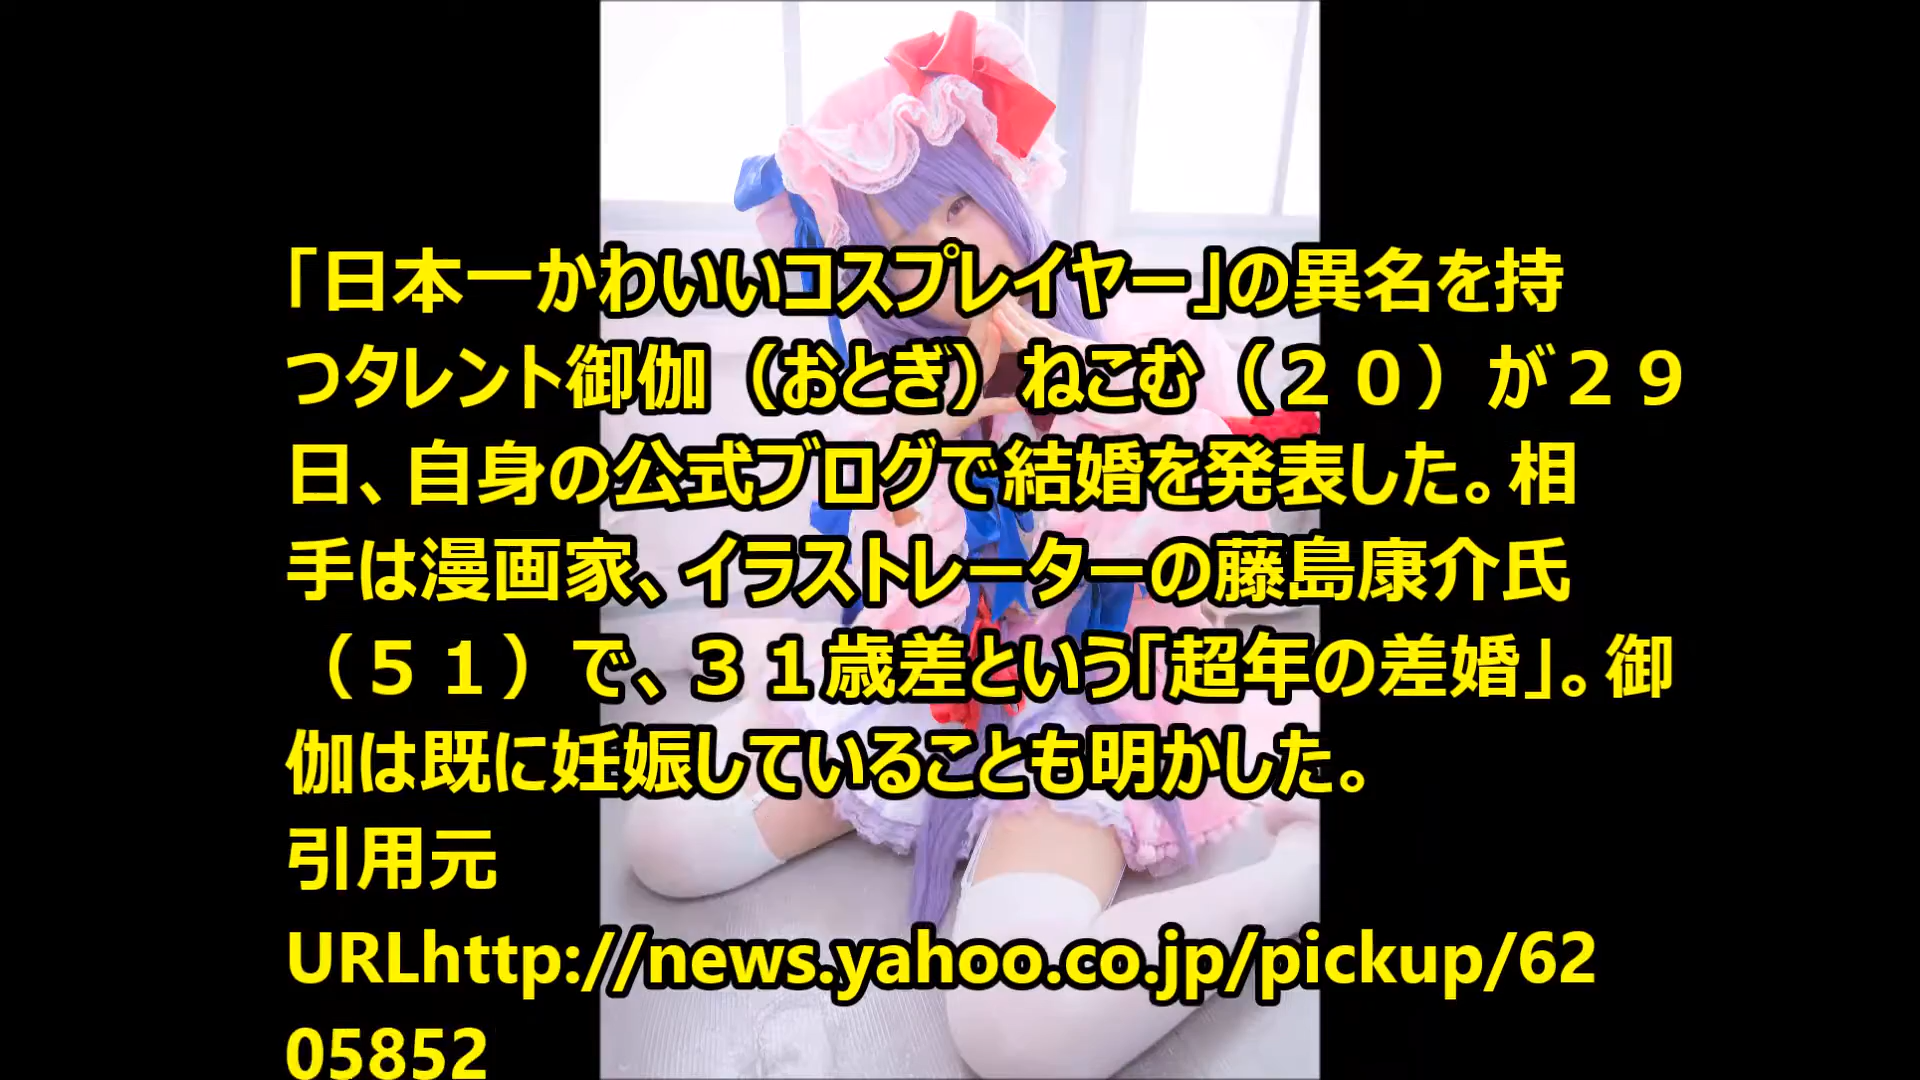 「日本一かわいいコスプレイヤー」の異名を持
つタレント御伽（おとぎ）ねこむ（２０）が２９
日、自身の公式ブログで結婚を発表した。相
手は漫画家、イラストレーターの藤島康介氏
（５１）で、３１歳差という「超年の差婚」。御
伽は既に妊娠していることも明かした。
引用元
URLhttp://news.yahoo.co.jp/pickup/62
05852